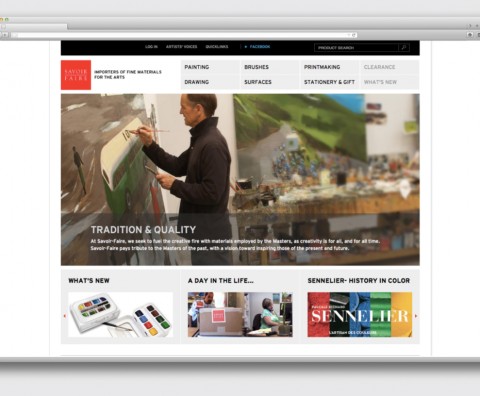 LOG IN ARTISTS' VOICES QUICKLINKS + FACEBOOK PRODUCT SEARCH
SAVOIR
FAIRE
IMPORTERS OF FINE MATERIALS
FOR THE ARTS
PAINTING BRUSHES PRINTMAKING CLEARANCE
DRAWING SURFACES STATIONERY & GIFT WHAT'S NEW
TRADITION & QUALITY
At Savoir-Faire, we seek to fuel the creative fire with materials employed by the Masters, as creativity is for all, and for all time.
Savoir-Faire pays tribute to the Masters of the past, with a vision toward inspiring those of the present and future.
WHAT'S NEW A DAY IN THE LIFE... SENNELIER- HISTORY IN COLOR
SENNELIER